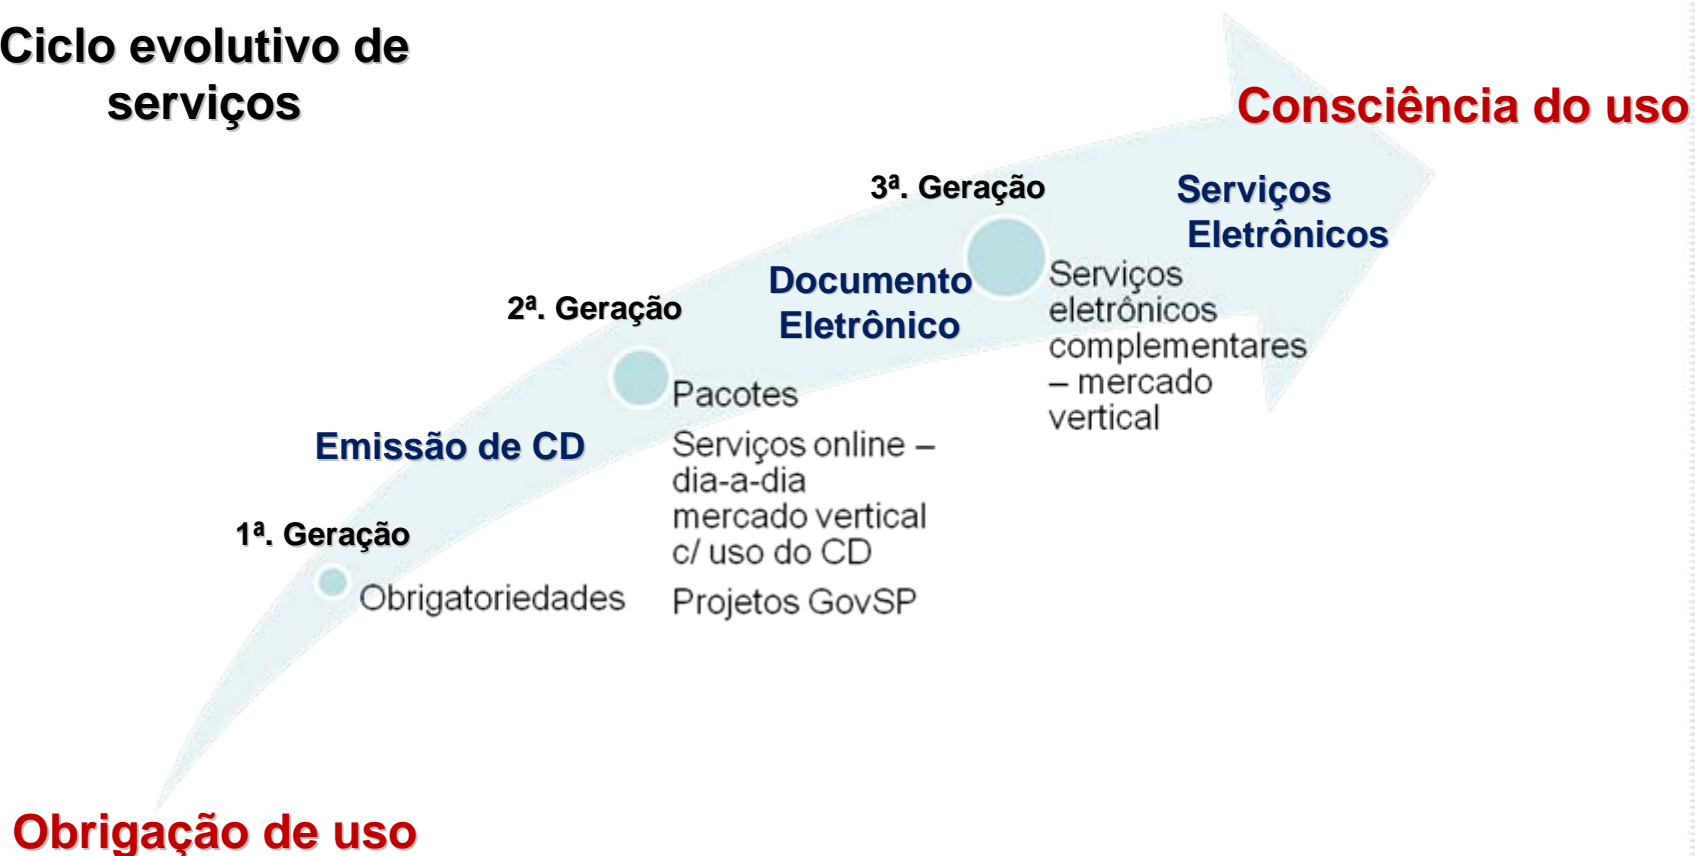 Ciclo evolutivo de
serviços
Consciência do uso
3ª. Geração
Serviços
Eletrônicos
Documento
Eletrônico
Serviços
eletrônicos
complementares
– mercado
vertical
2ª. Geração
Pacotes
Serviços online –
dia-a-dia
mercado vertical
c/ uso do CD
Projetos GovSP
Emissão de CD
1ª. Geração
Obrigatoriedades
Obrigação de uso